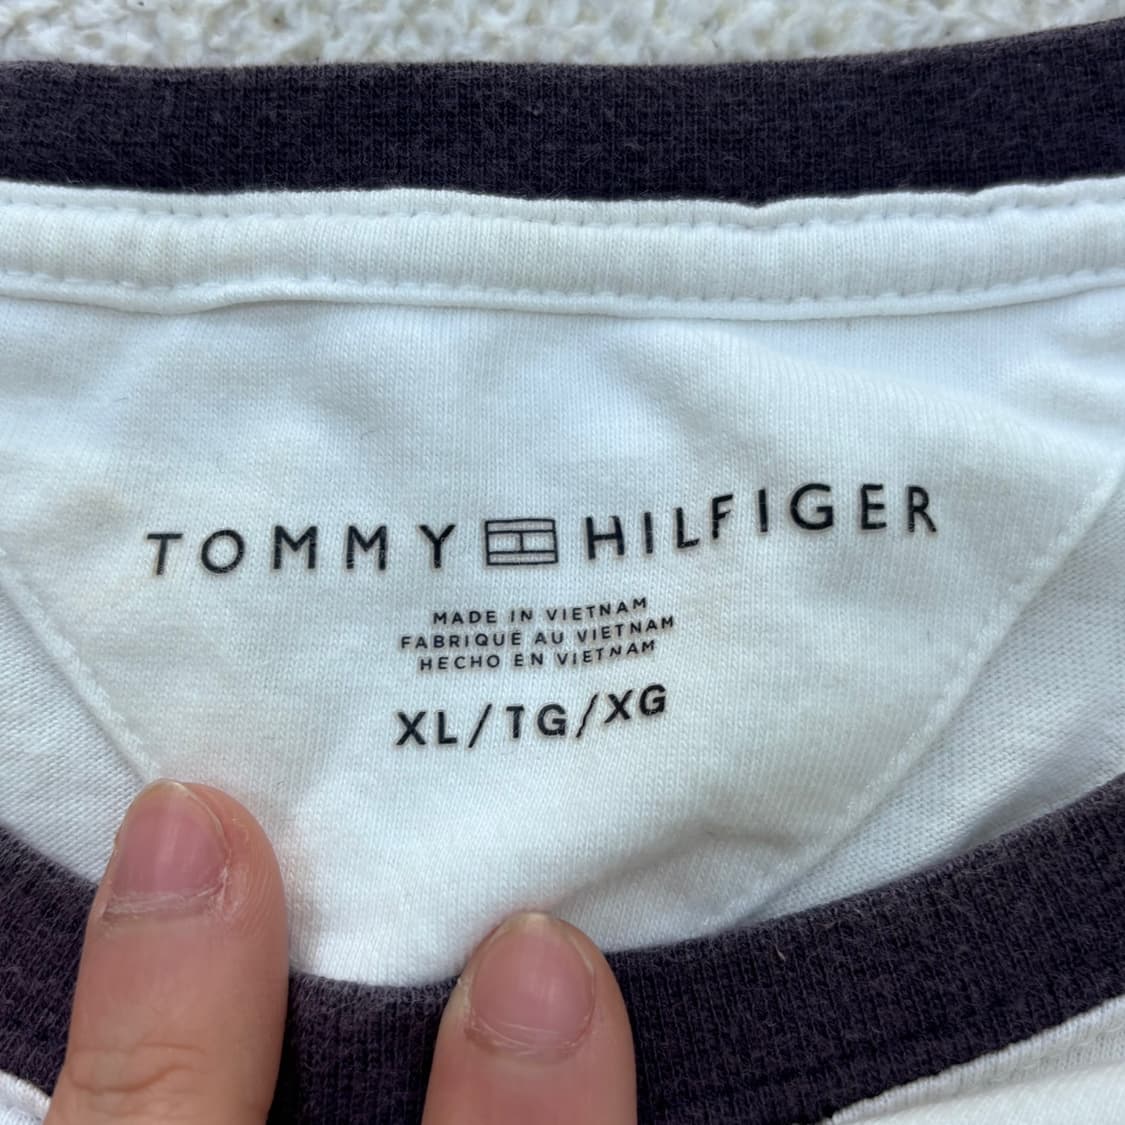 TOMMY HILFIGER
MADE IN VIETNAM
FABRIQUÉ AU VIETNAM
HECHO EN VIETNAM
XL/TG/XG